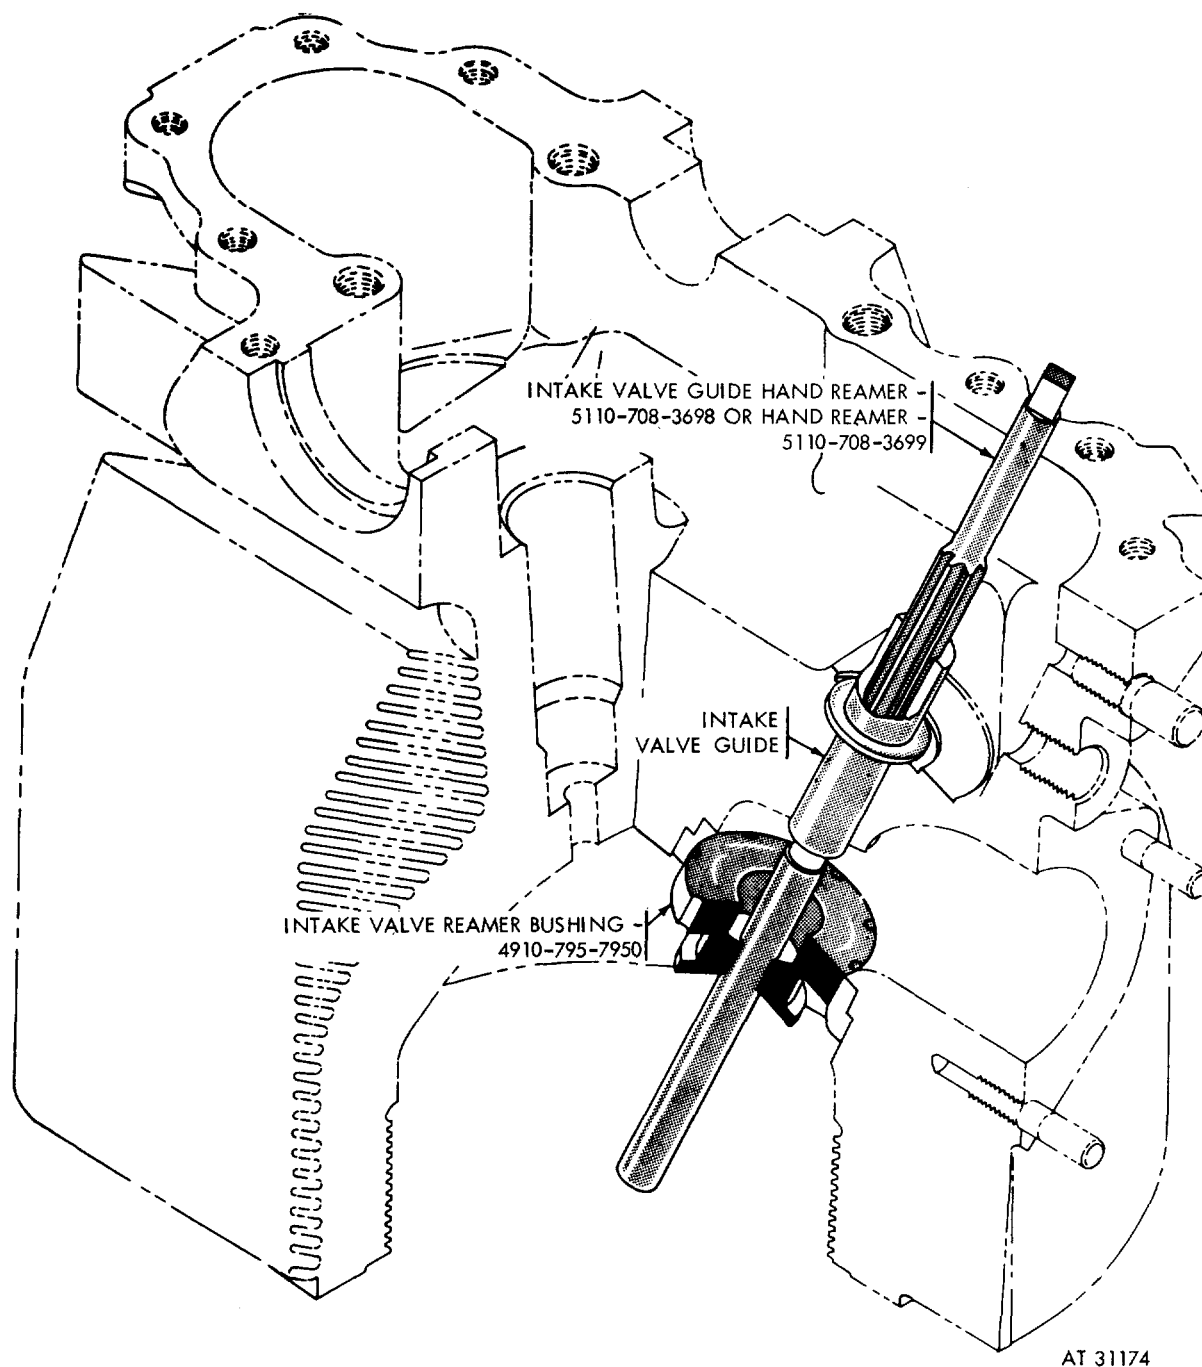 INTAKE VALVE GUIDE HAND REAMER -
5110-708-3698 OR HAND REAMER -
5110-708-3699
INTAKE
VALVE GUIDE
INTAKE VALVE REAMER BUSHING -
4910-795-7950
AT 31174